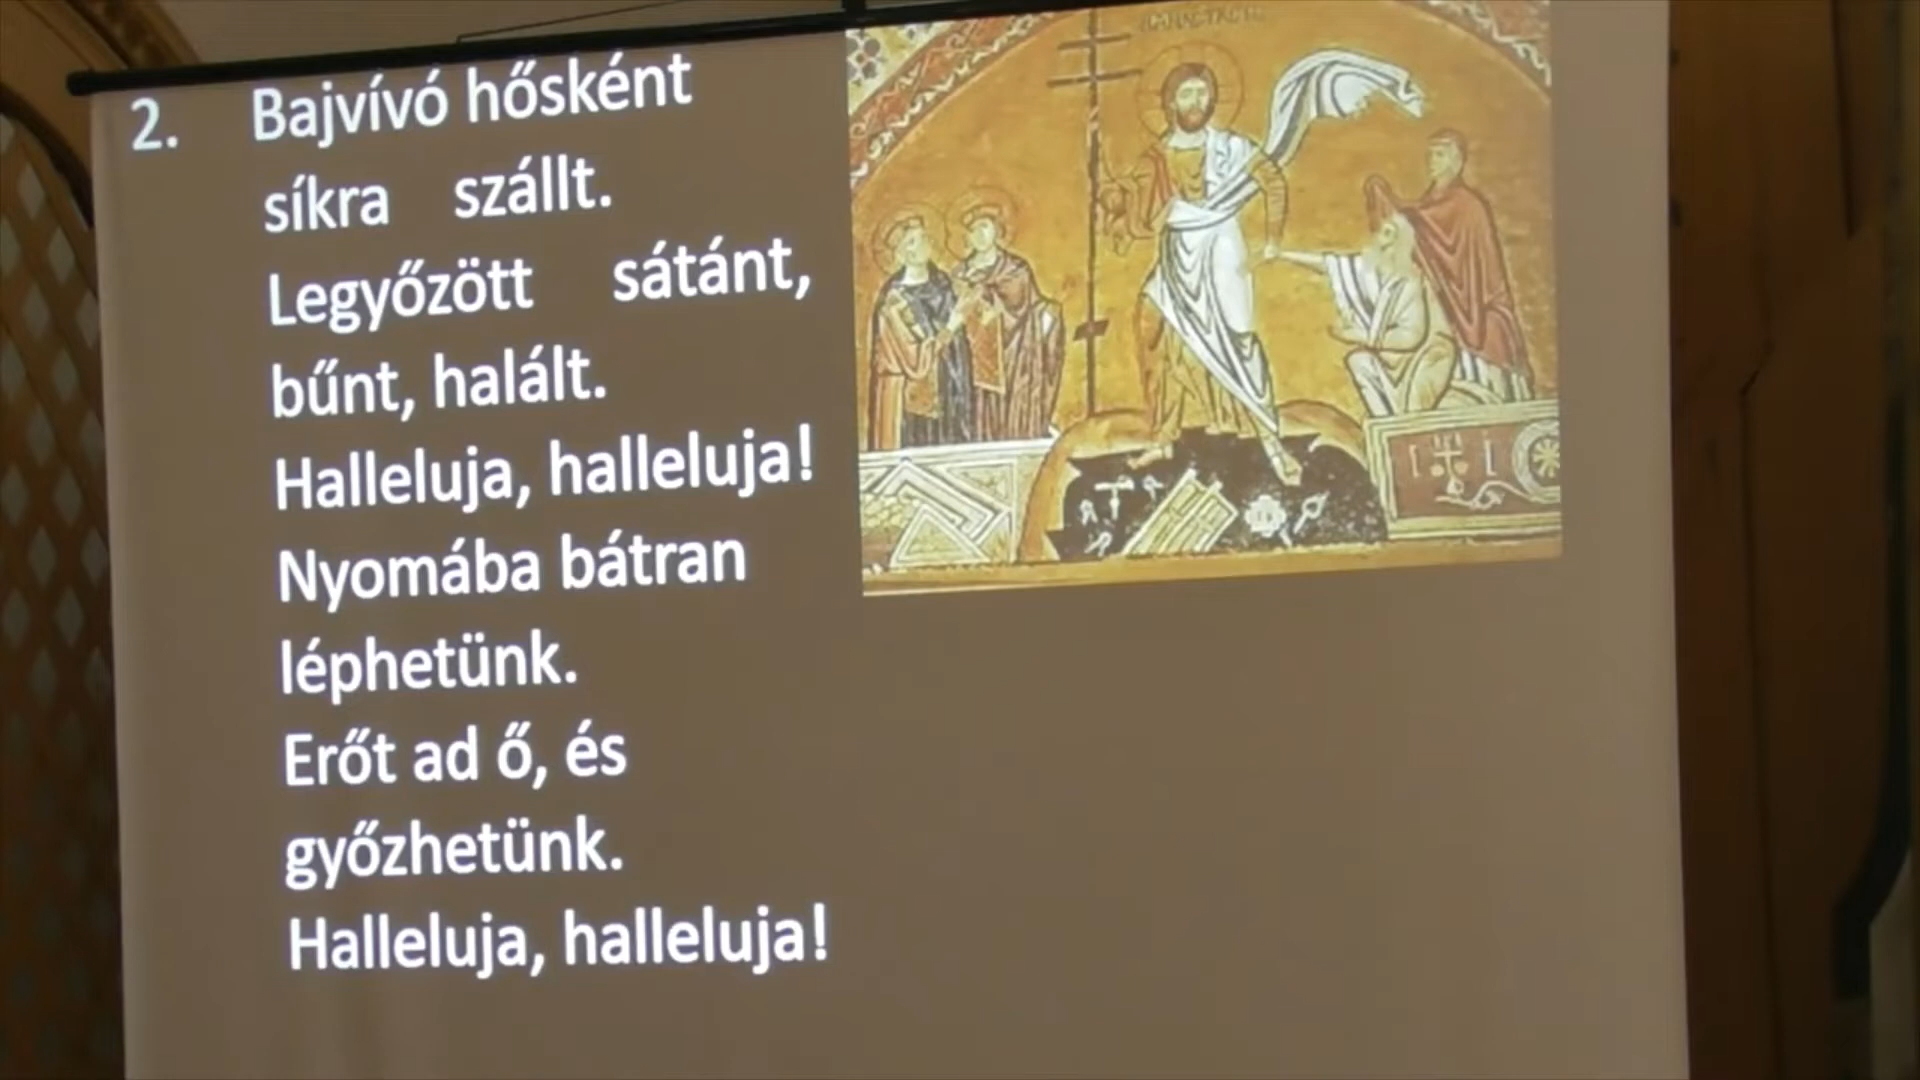 2. Bajvívó hősként
síkra szállt.
Legyőzött sátánt,
bűnt, halált.
Halleluja, halleluja!
Nyomába bátran
léphetünk.
Erőt ad ő, és
győzhetünk.
Halleluja, halleluja!